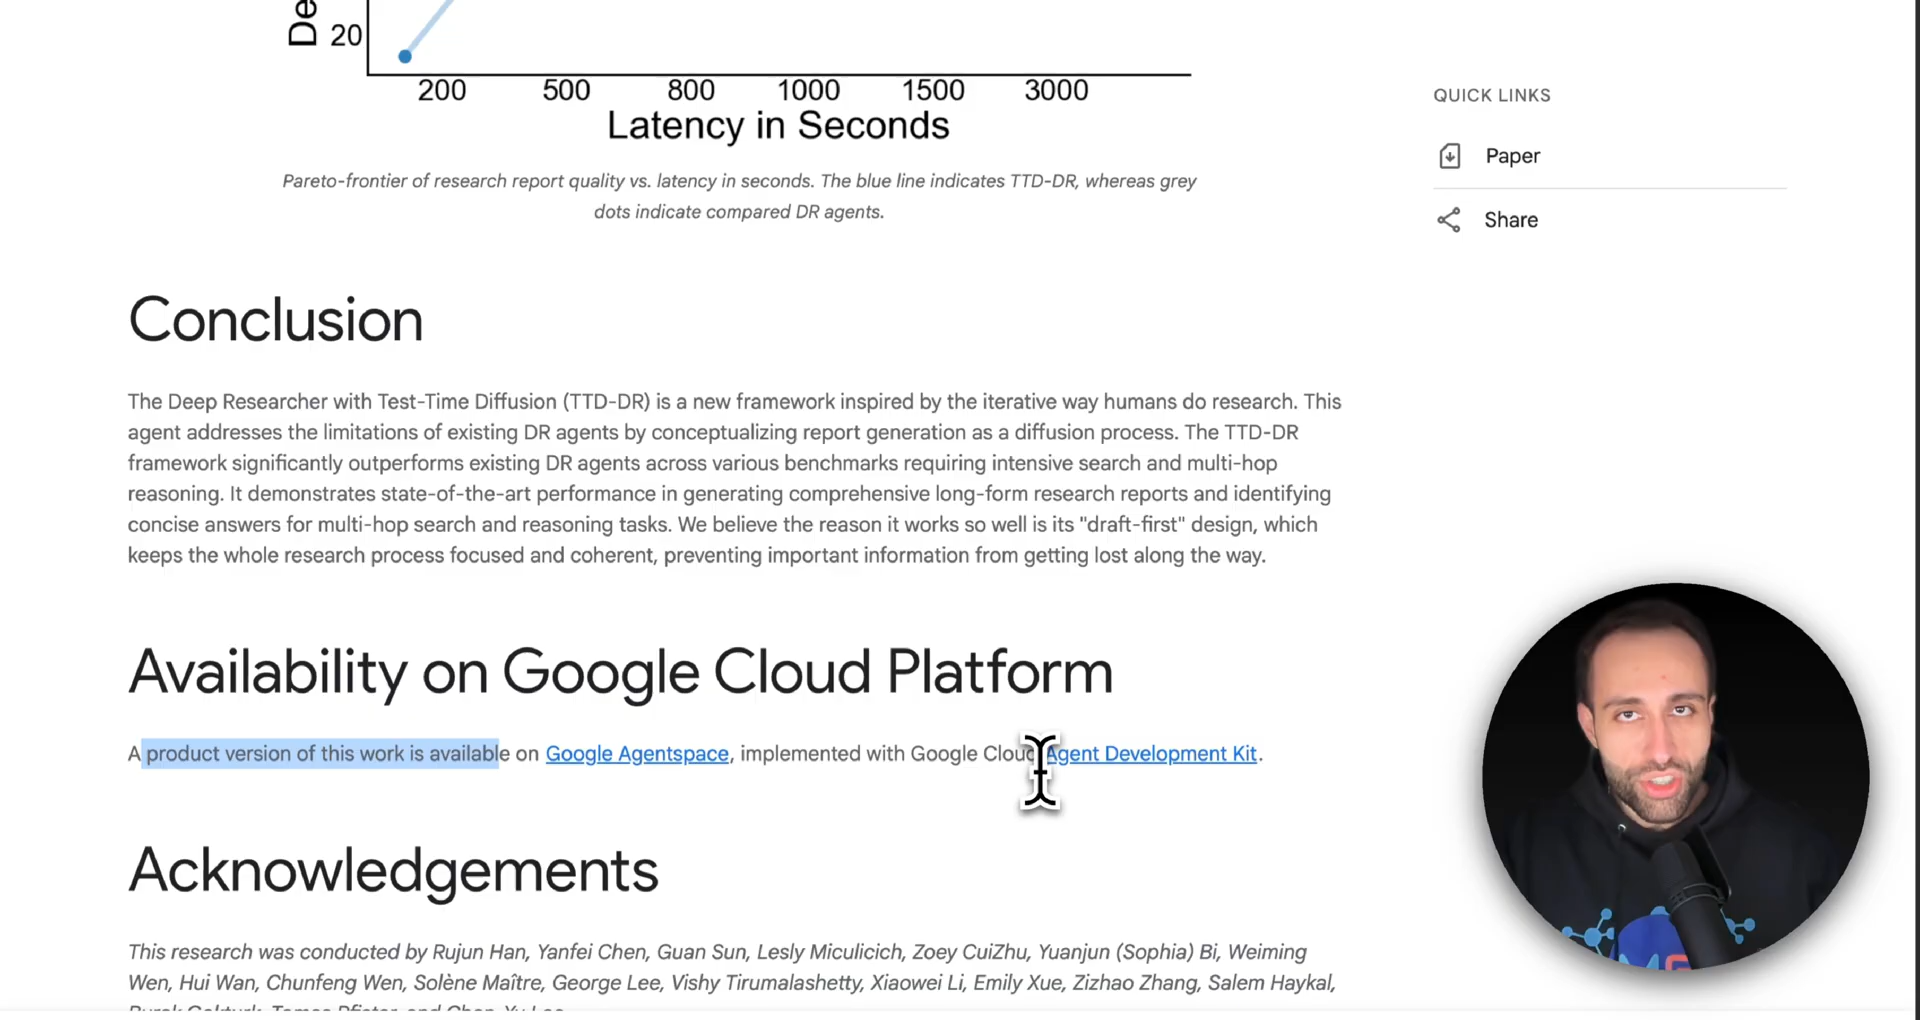 De
20
200 500 800 1000 1500 3000
Latency in Seconds
Pareto-frontier of research report quality vs. latency in seconds. The blue line indicates TTD-DR, whereas grey
dots indicate compared DR agents.
QUICK LINKS
Paper
Share
Conclusion
The Deep Researcher with Test-Time Diffusion (TTD-DR) is a new framework inspired by the iterative way humans do research. This
agent addresses the limitations of existing DR agents by conceptualizing report generation as a diffusion process. The TTD-DR
framework significantly outperforms existing DR agents across various benchmarks requiring intensive search and multi-hop
reasoning. It demonstrates state-of-the-art performance in generating comprehensive long-form research reports and identifying
concise answers for multi-hop search and reasoning tasks. We believe the reason it works so well is its "draft-first" design, which
keeps the whole research process focused and coherent, preventing important information from getting lost along the way.
Availability on Google Cloud Platform
A product version of this work is available on Google Agentspace, implemented with Google Cloud Agent Development Kit.
Acknowledgements
This research was conducted by Rujun Han, Yanfei Chen, Guan Sun, Lesly Miculicich, Zoey CuiZhu, Yuanjun (Sophia) Bi, Weiming
Wen, Hui Wan, Chunfeng Wen, Solène Maître, George Lee, Vishy Tirumalashetty, Xiaowei Li, Emily Xue, Zizhao Zhang, Salem Haykal,